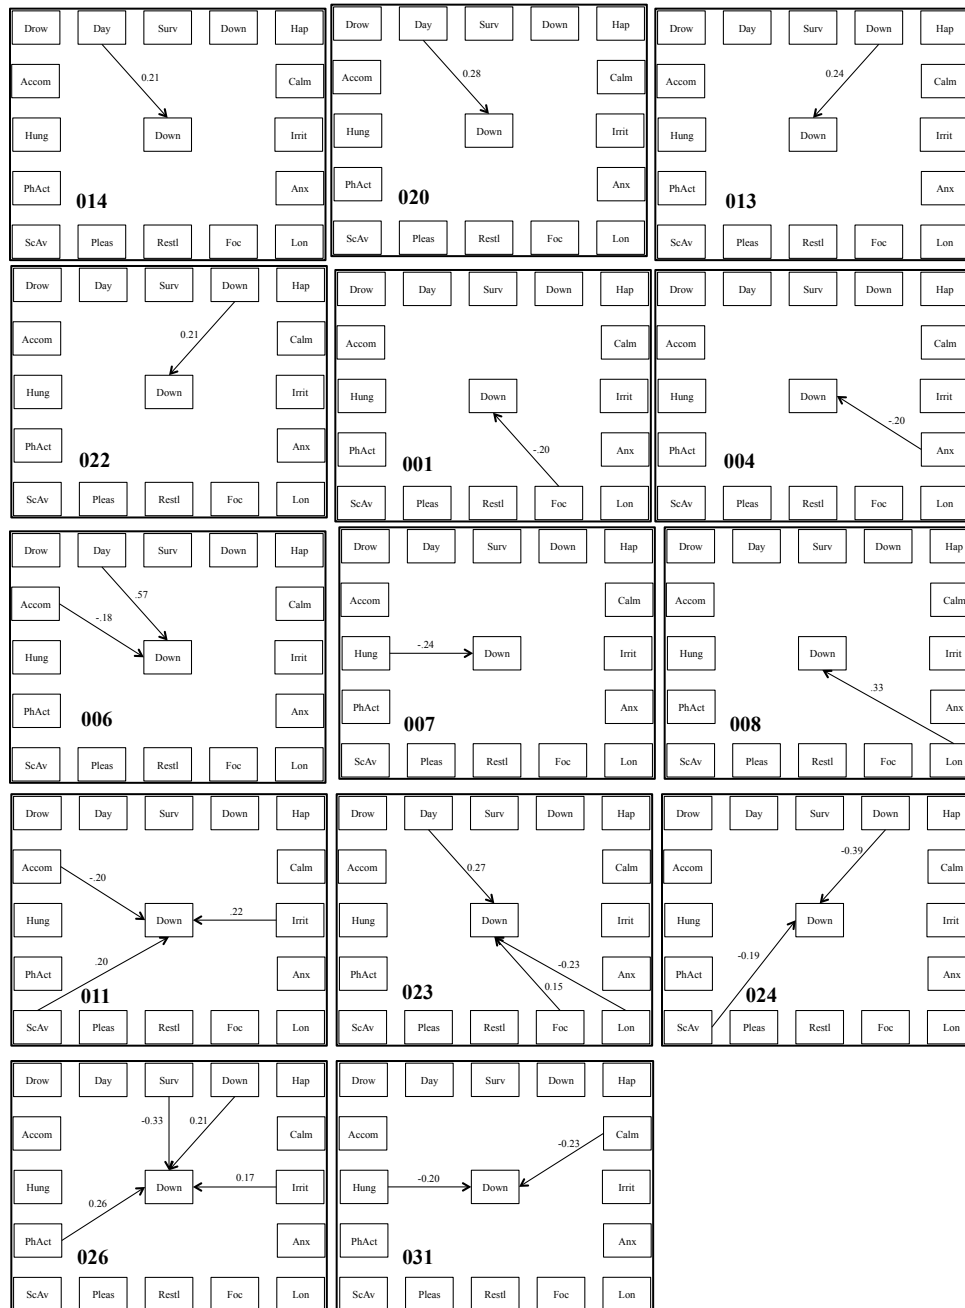 Drow Day Surv Down Hap
Accom 0.21 Calm
Hung Down Irrit
PhAct 014 Anx
ScAv Pleas Restl Foc Lon
Drow Day Surv Down Hap
Accom 0.28 Calm
Hung Down Irrit
PhAct 020 Anx
ScAv Pleas Restl Foc Lon
Drow Day Surv Down Hap
Accom 0.24 Calm
Hung Down Irrit
PhAct 013 Anx
ScAv Pleas Restl Foc Lon
Drow Day Surv Down Hap
Accom 0.21 Calm
Hung Down Irrit
PhAct 022 Anx
ScAv Pleas Restl Foc Lon
Drow Day Surv Down Hap
Accom Calm
Hung Down Irrit
PhAct 001 -.20 Anx
ScAv Pleas Restl Foc Lon
Drow Day Surv Down Hap
Accom Calm
Hung Down -.20 Irrit
PhAct 004 Anx
ScAv Pleas Restl Foc Lon
Drow Day Surv Down Hap
Accom -.18 .57 Calm
Hung Down Irrit
PhAct 006 Anx
ScAv Pleas Restl Foc Lon
Drow Day Surv Down Hap
Accom Calm
Hung -.24 Down Irrit
PhAct 007 Anx
ScAv Pleas Restl Foc Lon
Drow Day Surv Down Hap
Accom Calm
Hung Down Irrit
PhAct 008 .33 Anx
ScAv Pleas Restl Foc Lon
Drow Day Surv Down Hap
Accom -.20 Calm
Hung Down .22 Irrit
PhAct 011 .20 Anx
ScAv Pleas Restl Foc Lon
Drow Day Surv Down Hap
Accom 0.27 Calm
Hung Down Irrit
PhAct 023 0.15 -0.23 Anx
ScAv Pleas Restl Foc Lon
Drow Day Surv Down Hap
Accom -0.39 Calm
Hung Down Irrit
PhAct -0.19 024 Anx
ScAv Pleas Restl Foc Lon
Drow Day Surv Down Hap
Accom -0.33 0.21 Calm
Hung Down 0.17 Irrit
PhAct 0.26 026 Anx
ScAv Pleas Restl Foc Lon
Drow Day Surv Down Hap
Accom -0.23 Calm
Hung -0.20 Down Irrit
PhAct 031 Anx
ScAv Pleas Restl Foc Lon